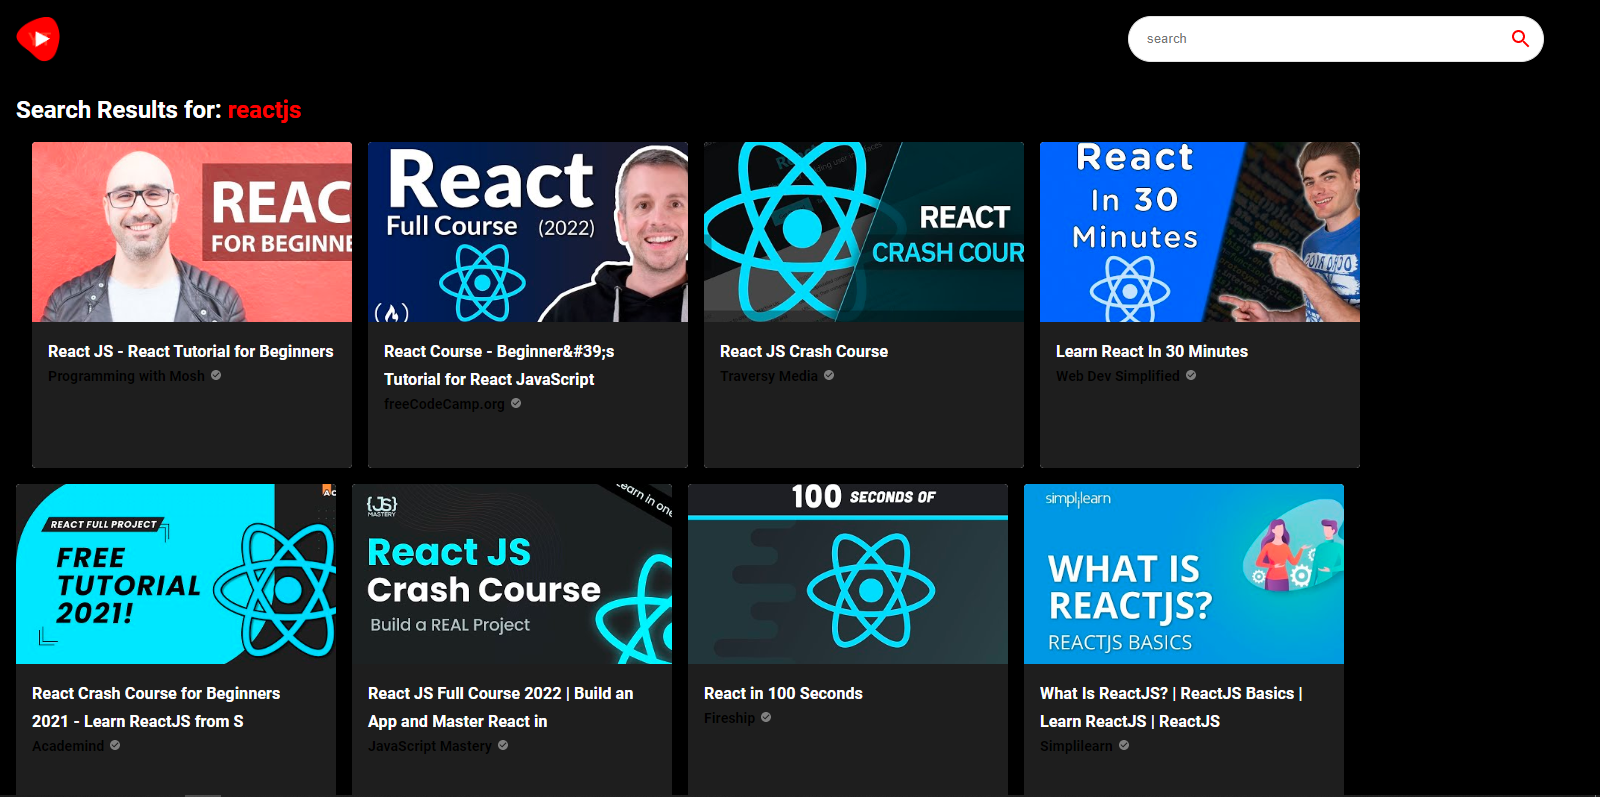 search
Search Results for: reactjs
REAC
FOR BEGINNE
React
Full Course (2022)
REACT
CRASH COUR
React
In 30
Minutes
React JS - React Tutorial for Beginners
Programming with Mosh
React Course - Beginner&#39;s
Tutorial for React JavaScript
freeCodeCamp.org
React JS Crash Course
Traversy Media
Learn React In 30 Minutes
Web Dev Simplified
REACT FULL PROJECT
FREE
TUTORIAL
2021!
{JS}
MASTERY
earn in one
React JS
Crash Course
Build a REAL Project
100 SECONDS OF
simplilearn
WHAT IS
REACTJS?
REACTJS BASICS
React Crash Course for Beginners
2021 - Learn ReactJS from S
Academind
React JS Full Course 2022 | Build an
App and Master React in
JavaScript Mastery
React in 100 Seconds
Fireship
What Is ReactJS? | ReactJS Basics |
Learn ReactJS | ReactJS
Simplilearn